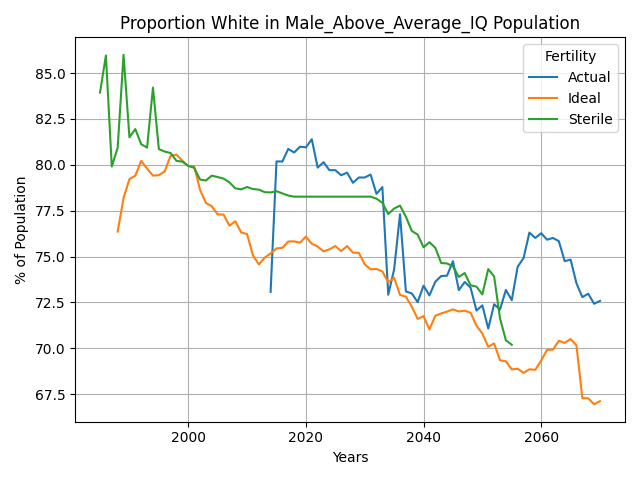 Proportion White in Male_Above_Average_IQ Population
% of Population
85.0
82.5
80.0
77.5
75.0
72.5
70.0
67.5
Fertility
Actual
Ideal
Sterile
2000
2020
2040
2060
Years